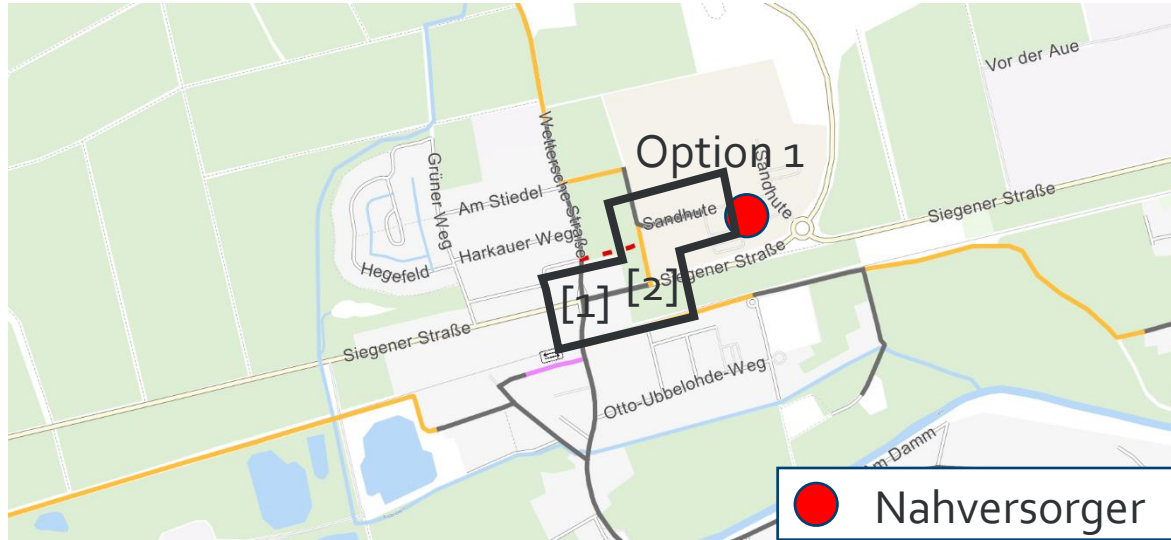 Vor der Aue
Wettersche-Straße
Option 1
Sandhute
Grüner Weg
Am Stiedel
Siegener Straße
Sandhute
Harkauer Weg
Hegefeld
Siegener Straße
[1]
[2]
Siegener Straße
Otto-Ubbelohde-Weg
Am Damm
Nahversorger